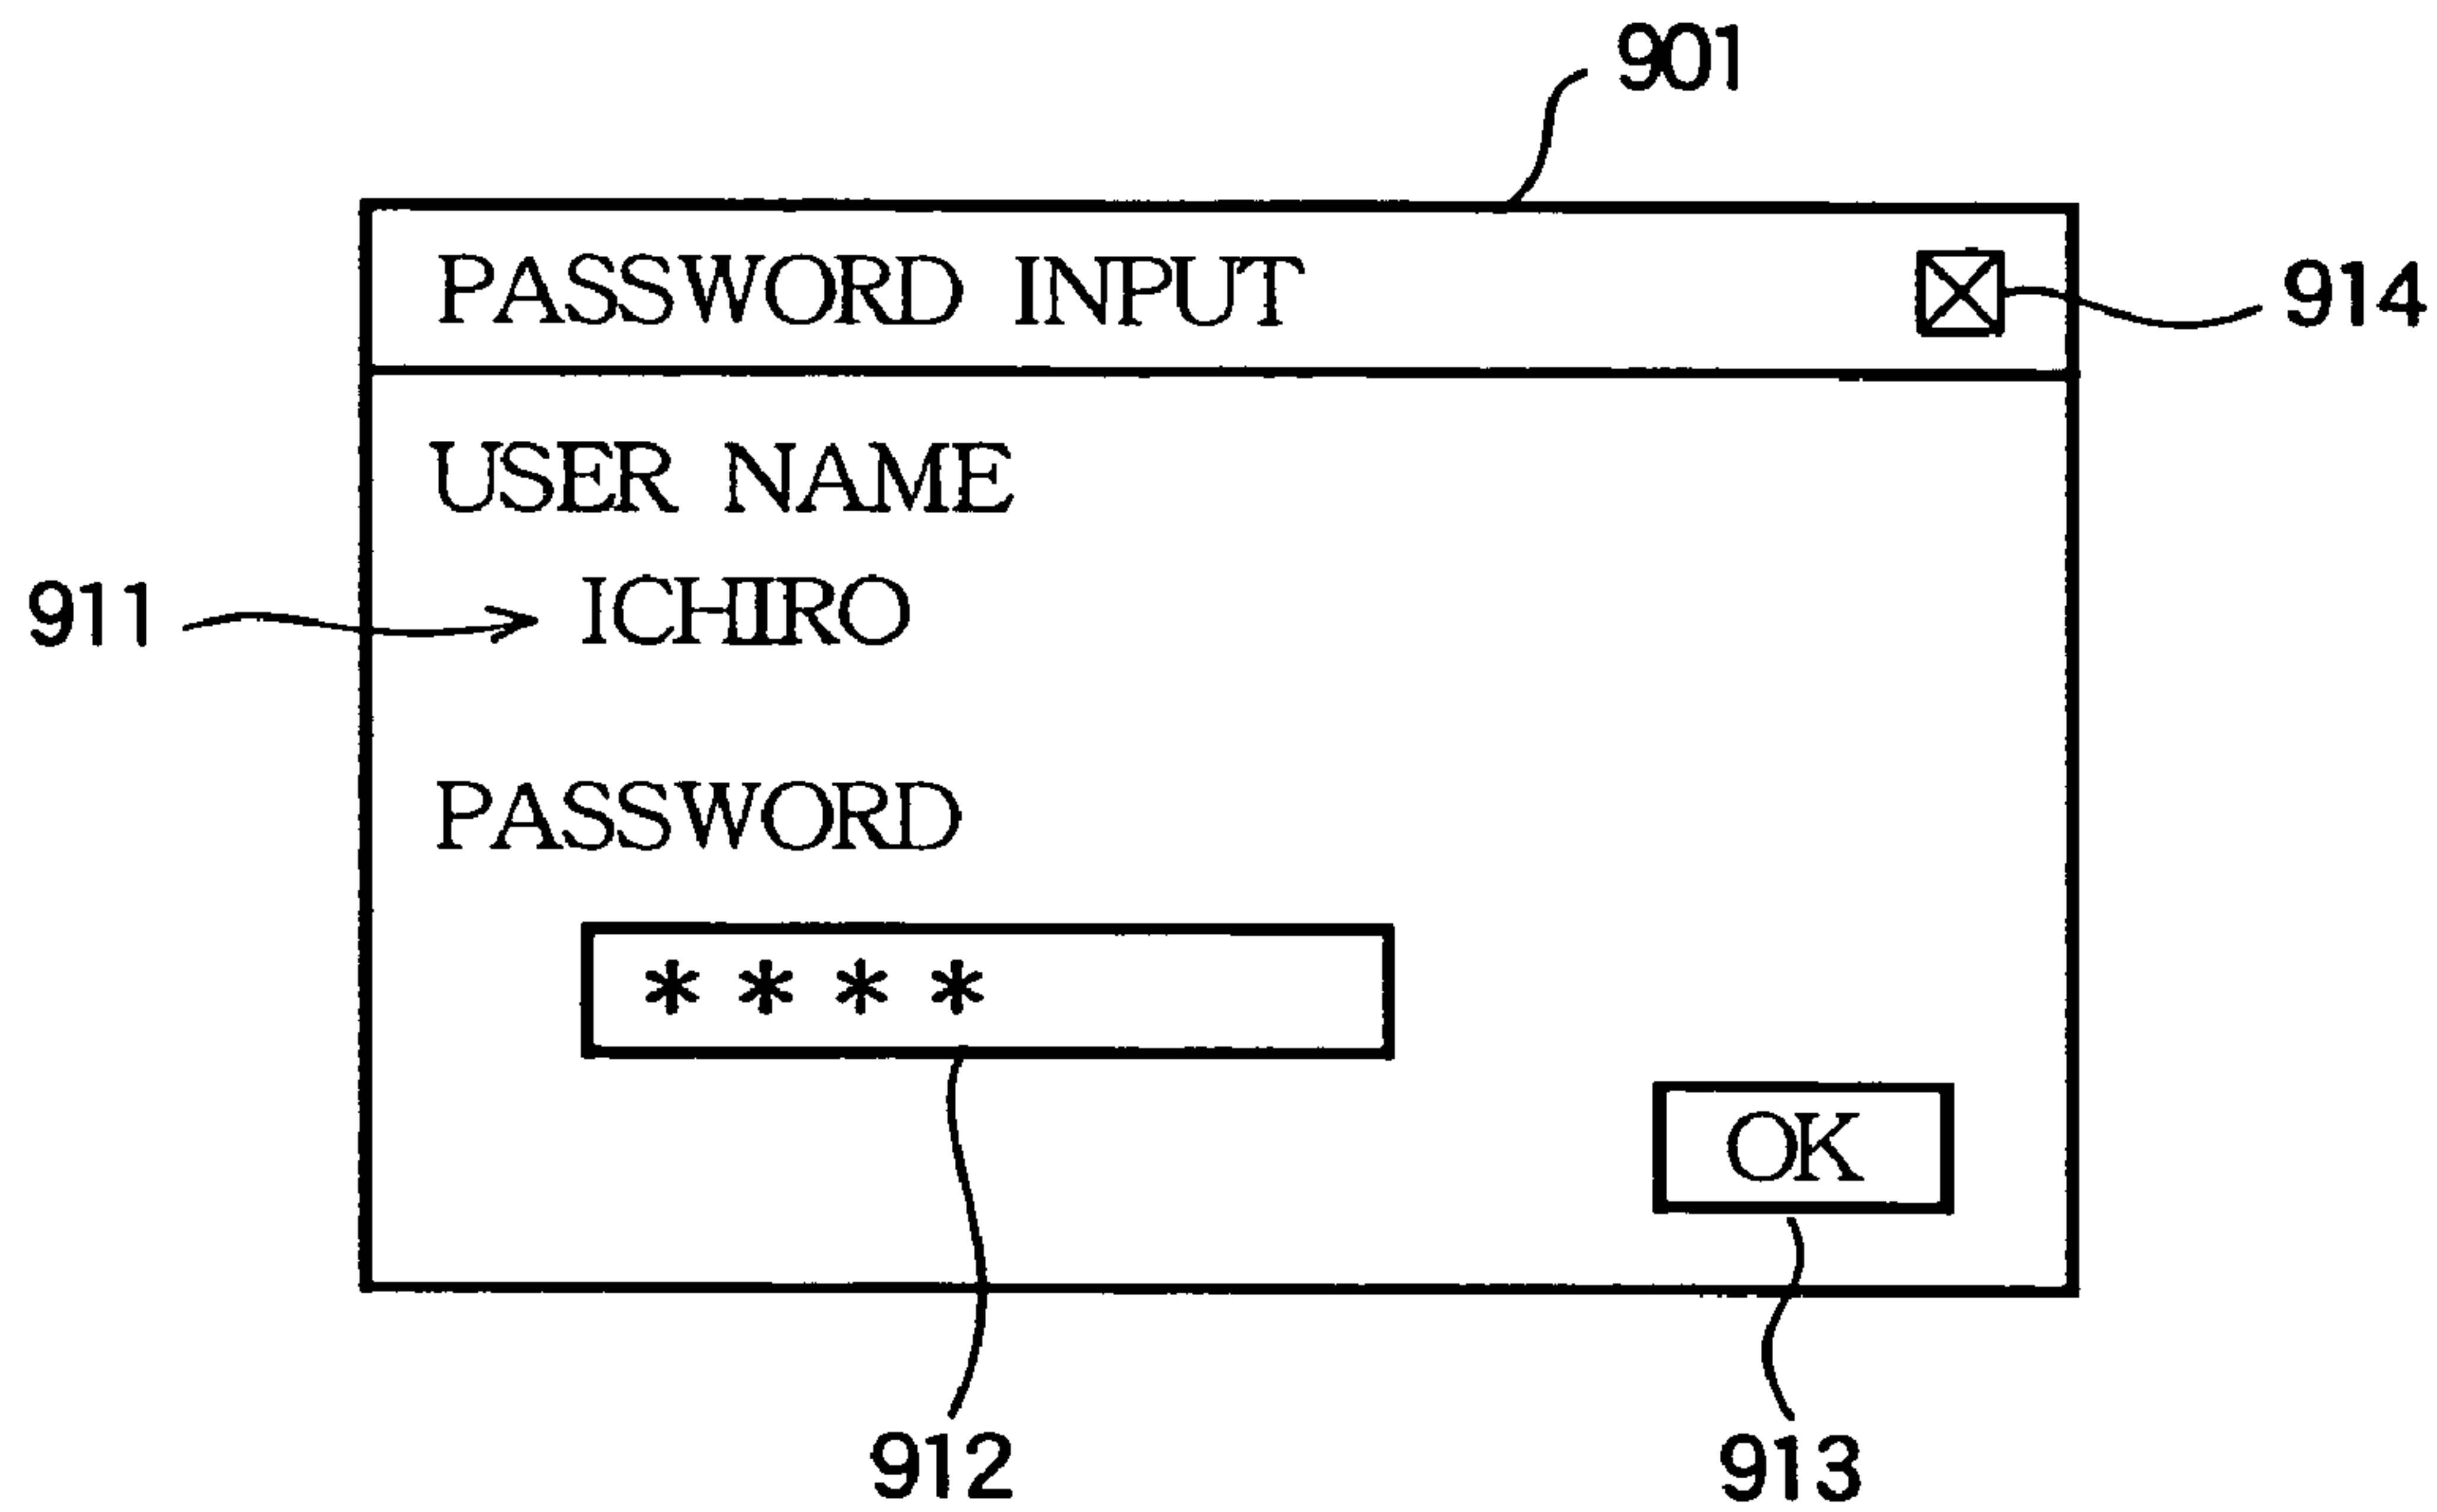 901
PASSWORD INPUT
914
USER NAME
911
ICHIRO
PASSWORD
****
OK
912
913